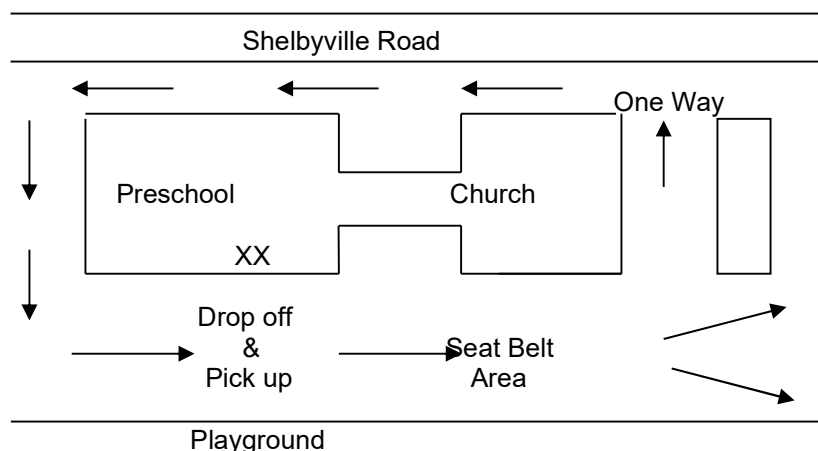 Shelbyville Road
One Way
Preschool
Church
XX
Drop off
&
Pick up
Seat Belt
Area
Playground